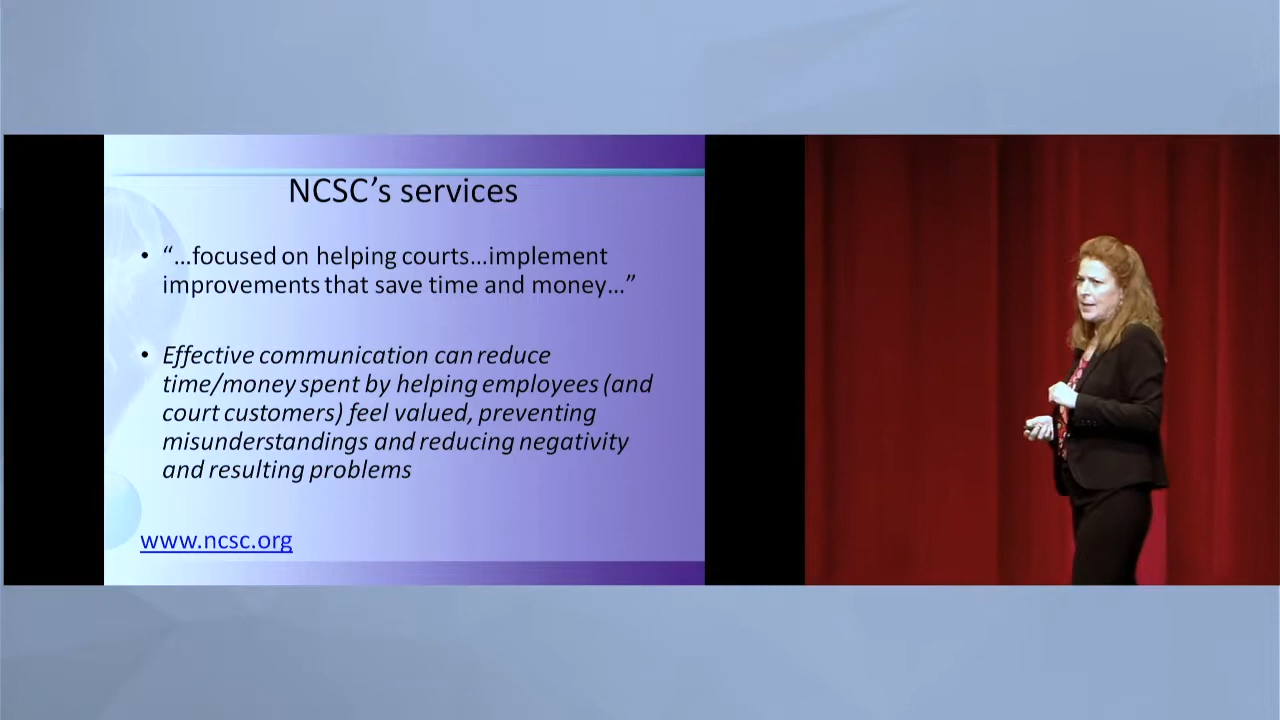 NCSC’s services
• “…focused on helping courts…implement
improvements that save time and money…”
• Effective communication can reduce
time/money spent by helping employees (and
court customers) feel valued, preventing
misunderstandings and reducing negativity
and resulting problems
www.ncsc.org